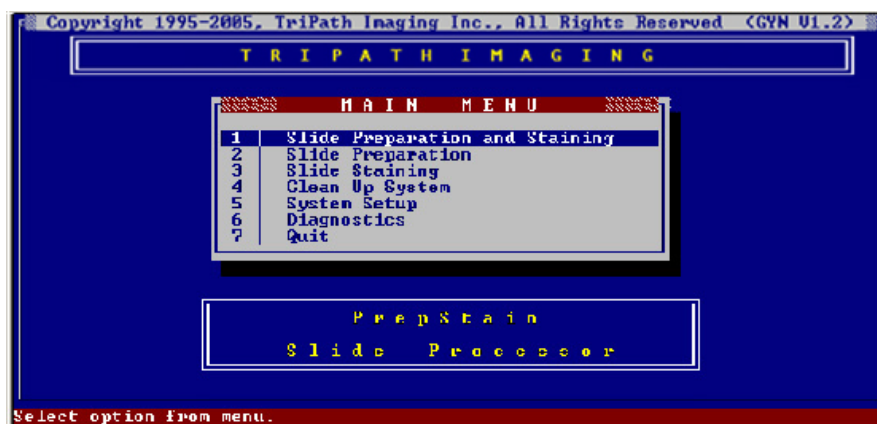 Copyright 1995-2005, TriPath Imaging Inc., All Rights Reserved (GYN V1.2)
T R I P A T H I M A G I N G
M A I N M E N U
1 Slide Preparation and Staining
2 Slide Preparation
3 Slide Staining
4 Clean Up System
5 System Setup
6 Diagnostics
7 Quit
P r e p S t a i n
S l i d e P r o c e s s o r
Select option from menu.